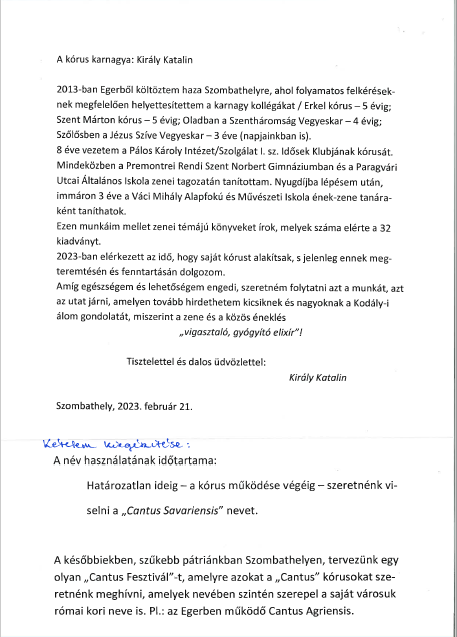 A kórus karnagya: Király Katalin
2013-ban Egerből költöztem haza Szombathelyre, ahol folyamatos felkérések-
nek megfelelően helyettesítettem a karnagy kollégákat / Erkel kórus – 5 évig;
Szent Márton kórus – 5 évig; Oladban a Szentháromság Vegyeskar – 4 évig;
Szőlősben a Jézus Szíve Vegyeskar – 3 éve (napjainkban is).
8 éve vezetem a Pálos Károly Intézet/Szolgálat I. sz. Idősek Klubjának kórusát.
Mindeközben a Premontrei Rendi Szent Norbert Gimnáziumban és a Paragvári
Utcai Általános Iskola zenei tagozatán tanítottam. Nyugdíjba lépésem után,
immáron 3 éve a Váci Mihály Alapfokú és Művészeti Iskola ének-zene tanára-
ként taníthatok.
Ezen munkáim mellet zenei témájú könyveket írok, melyek száma elérte a 32
kiadványt.
2023-ban elérkezett az idő, hogy saját kórust alakítsak, s jelenleg ennek meg-
teremtésén és fenntartásán dolgozom.
Amíg egészségem és lehetőségem engedi, szeretném folytatni azt a munkát, azt
az utat járni, amelyen tovább hirdethetem kicsiknek és nagyoknak a Kodály-i
álom gondolatát, miszerint a zene és a közös éneklés
„vigasztaló, gyógyító elixír”!
Tisztelettel és dalos üdvözlettel:
Király Katalin
Szombathely, 2023. február 21.
Kérelem kiegészítése:
A név használatának időtartama:
Határozatlan ideig – a kórus működése végéig – szeretnénk vi-
selni a „Cantus Savariensis” nevet.
A későbbiekben, szűkebb pátriánkban Szombathelyen, tervezünk egy
olyan „Cantus Fesztivál”-t, amelyre azokat a „Cantus” kórusokat sze-
retnénk meghívni, amelyek nevében szintén szerepel a saját városuk
római kori neve is. Pl.: az Egerben működő Cantus Agriensis.